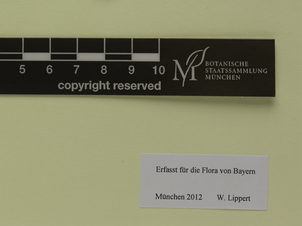 5 6 7 8 9 10
copyright reserved
M
BOTANISCHE
STAATSSAMMLUNG
MÜNCHEN
Erfasst für die Flora von Bayern
München 2012 W. Lippert